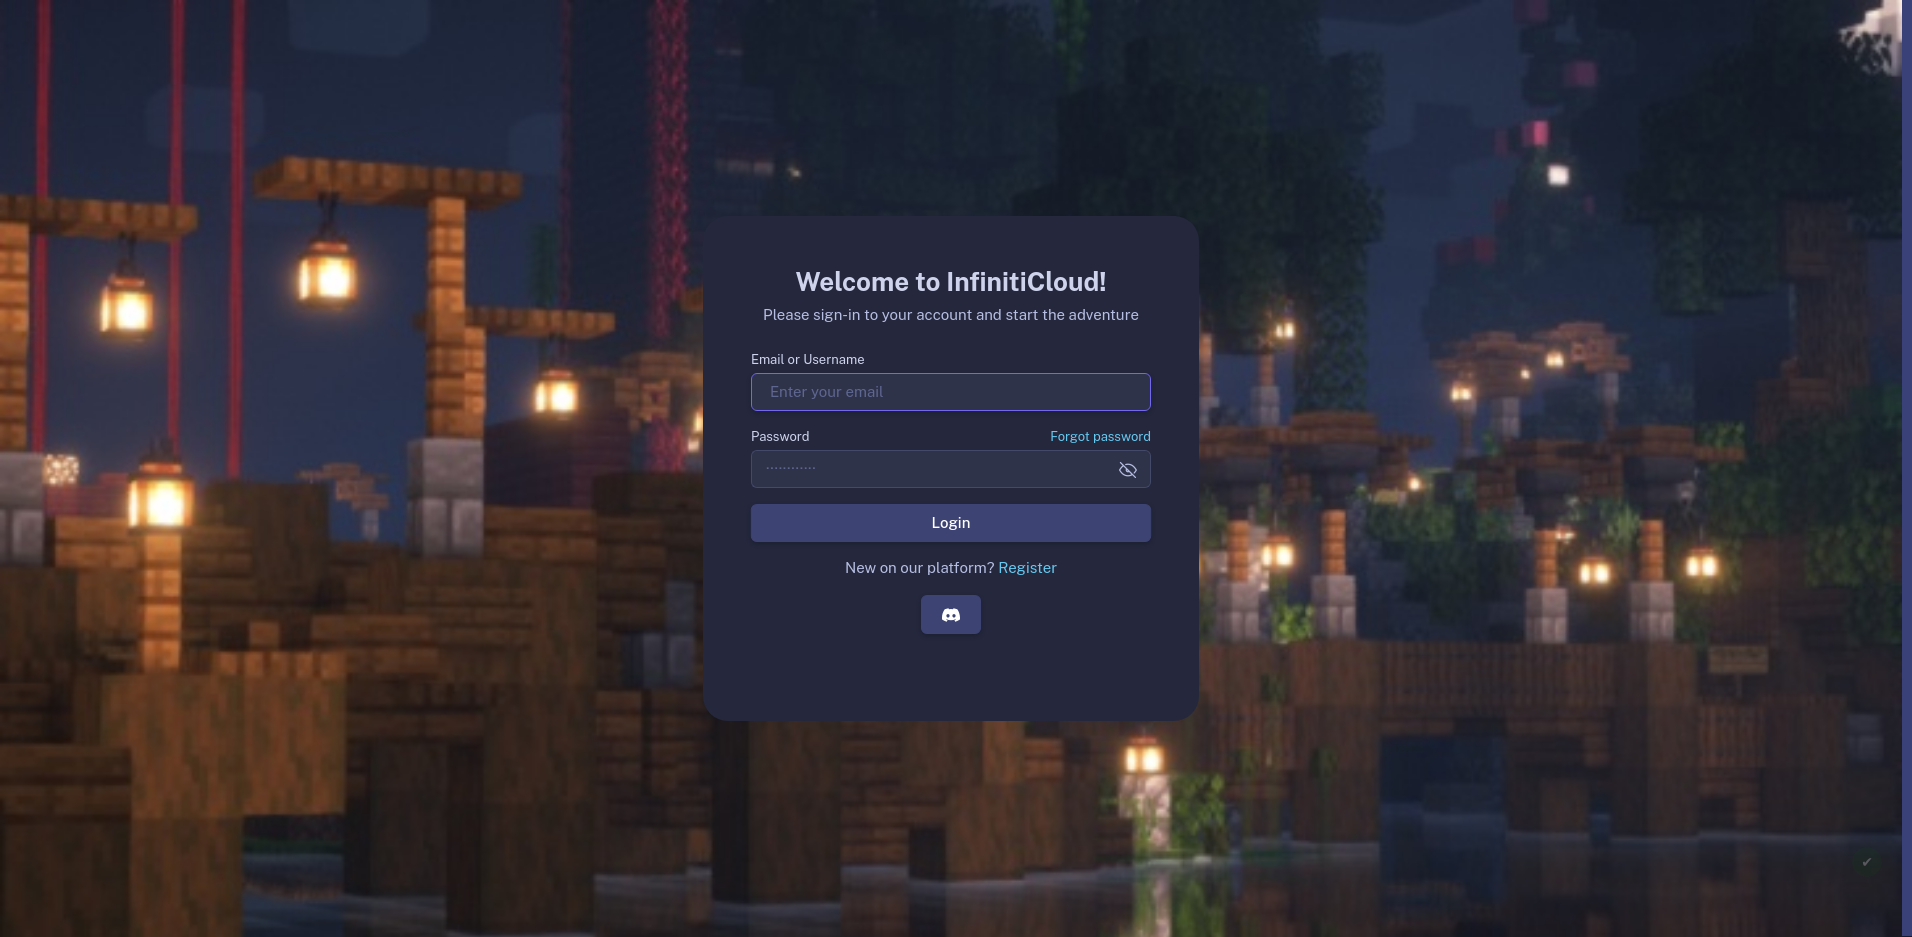 Welcome to InfinitiCloud!
Please sign-in to your account and start the adventure
Email or Username
Enter your email
Password Forgot password
············
Login
New on our platform? Register
✔